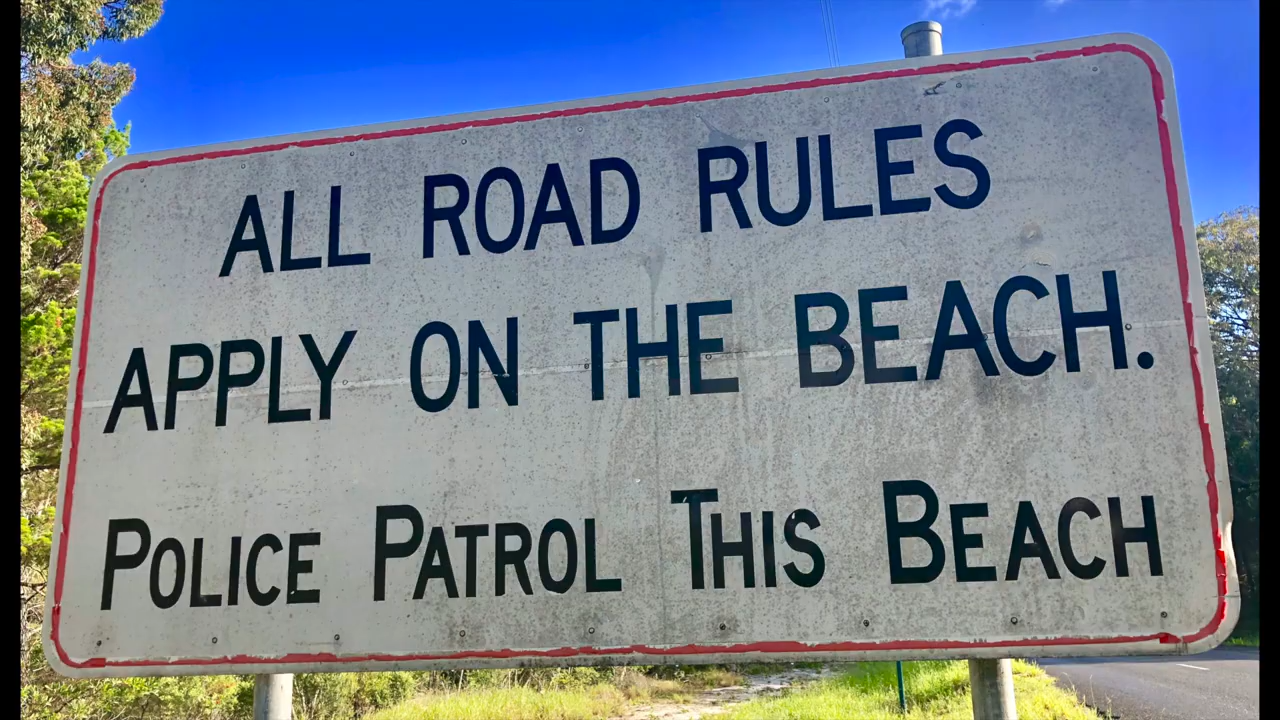 ALL ROAD RULES
APPLY ON THE BEACH.
POLICE PATROL THIS BEACH